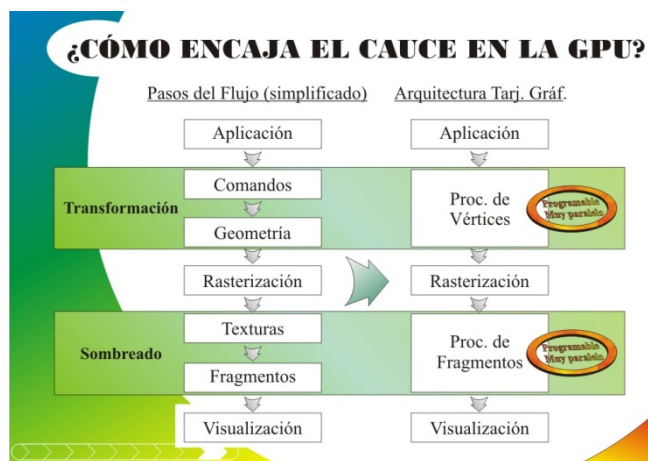 ¿CÓMO ENCAJA EL CAUCE EN LA GPU?
Pasos del Flujo (simplificado)
Arquitectura Tarj. Gráf.
Aplicación
Aplicación
Transformación
Comandos
Geometría
Proc. de
Vértices
Programable
Muy paralelo
Rasterización
Rasterización
Sombreado
Texturas
Fragmentos
Proc. de
Fragmentos
Programable
Muy paralelo
Visualización
Visualización